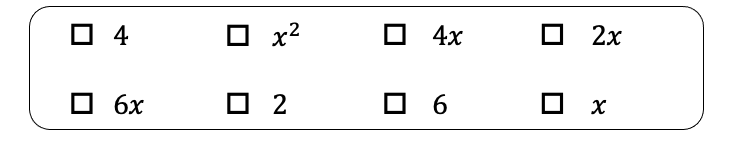 ☐ 4 ☐ x² ☐ 4x ☐ 2x
☐ 6x ☐ 2 ☐ 6 ☐ x